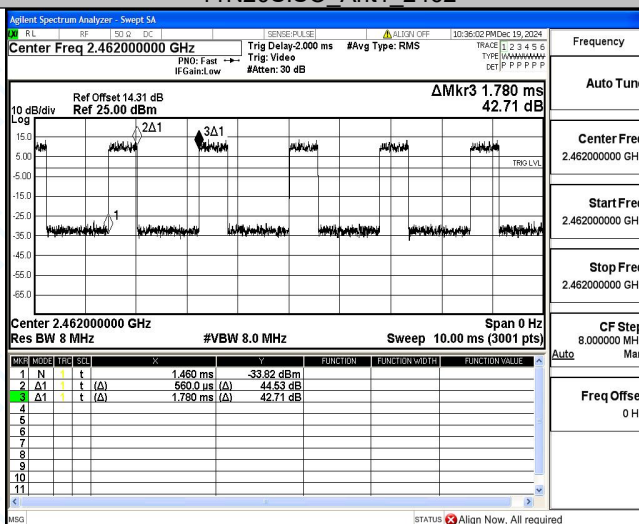 Agilent Spectrum Analyzer - Swept SA
RL RF 50 Ω DC SENSE:PULSE ALIGN OFF 10:36:02 PM Dec 19, 2024
Center Freq 2.462000000 GHz
PNO: Fast
IFGain:Low
Trig Delay-2.000 ms
Trig: Video
#Atten: 30 dB
#Avg Type: RMS
TRACE 1 2 3 4 5 6
TYPE
DET P P P P P P
ΔMkr3 1.780 ms
42.71 dB
Ref Offset 14.31 dB
10 dB/div Ref 25.00 dBm
Log
15.0
5.00
-5.00
-15.0
-25.0
-35.0
-45.0
-55.0
-65.0
2Δ1
3Δ1
1
TRIG LVL
Center 2.462000000 GHz Span 0 Hz
Res BW 8 MHz #VBW 8.0 MHz Sweep 10.00 ms (3001 pts)
MKR MODE TRC SCL X Y FUNCTION FUNCTION WIDTH FUNCTION VALUE
1 N 1 t 1.460 ms -33.82 dBm
2 Δ1 1 t (Δ) 560.0 us (Δ) 44.53 dB
3 Δ1 1 t (Δ) 1.780 ms (Δ) 42.71 dB
4
5
6
7
8
9
10
11
MSG STATUS Align Now, All required
Frequency
Auto Tune
Center Freq
2.462000000 GH
Start Freq
2.462000000 GH
Stop Freq
2.462000000 GH
CF Step
8.000000 MH
Auto Ma
Freq Offse
0 H